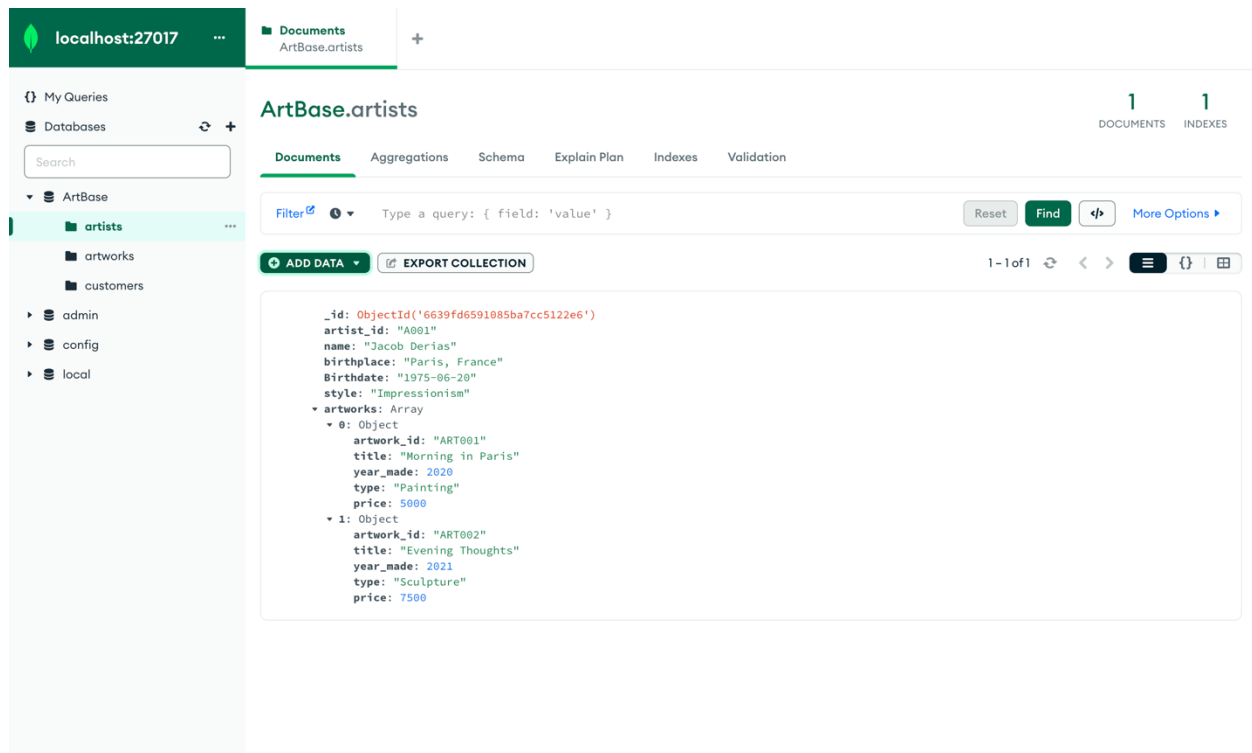 localhost:27017 ...
Documents
ArtBase.artists
+
{} My Queries
Databases
Search
ArtBase
artists ...
artworks
customers
admin
config
local
ArtBase.artists
1 DOCUMENTS
1 INDEXES
Documents Aggregations Schema Explain Plan Indexes Validation
Filter Type a query: { field: 'value' } Reset Find </> More Options
ADD DATA EXPORT COLLECTION 1 – 1 of 1 {}
_id: ObjectId('6639fd6591085ba7cc5122e6')
artist_id: "A001"
name: "Jacob Derias"
birthplace: "Paris, France"
Birthdate: "1975-06-20"
style: "Impressionism"
artworks: Array
0: Object
artwork_id: "ART001"
title: "Morning in Paris"
year_made: 2020
type: "Painting"
price: 5000
1: Object
artwork_id: "ART002"
title: "Evening Thoughts"
year_made: 2021
type: "Sculpture"
price: 7500